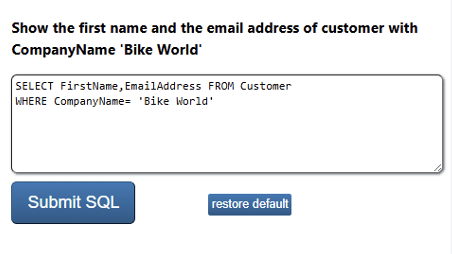 Show the first name and the email address of customer with
CompanyName 'Bike World'
SELECT FirstName,EmailAddress FROM Customer
WHERE CompanyName= 'Bike World'
Submit SQL
restore default